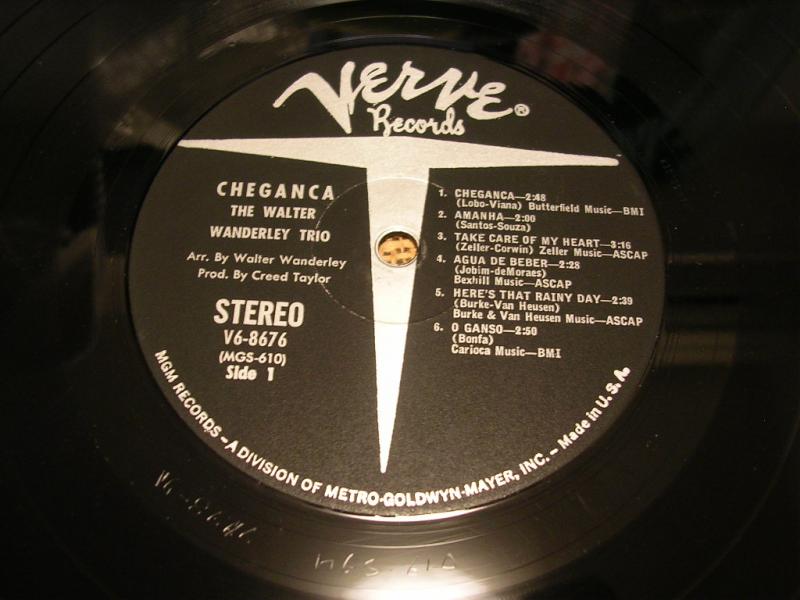 Verve®
Records
CHEGANCA
THE WALTER
WANDERLEY TRIO
Arr. By Walter Wanderley
Prod. By Creed Taylor
STEREO
V6-8676
(MGS-610)
Side 1
1. CHEGANCA—2:48
(Lobo-Viana) Butterfield Music—BMI
2. AMANHA—2:00
(Santos-Souza)
3. TAKE CARE OF MY HEART—3:16
(Zeller-Corwin) Zeller Music—ASCAP
4. AGUA DE BEBER—2:28
(Jobim-deMoraes)
Bexhill Music—ASCAP
5. HERE'S THAT RAINY DAY—2:39
(Burke-Van Heusen)
Burke & Van Heusen Music—ASCAP
6. O GANSO—2:50
(Bonfa)
Carioca Music—BMI
MGM RECORDS – A DIVISION OF METRO-GOLDWYN-MAYER, INC. – Made in U. S. A.
MGS-610